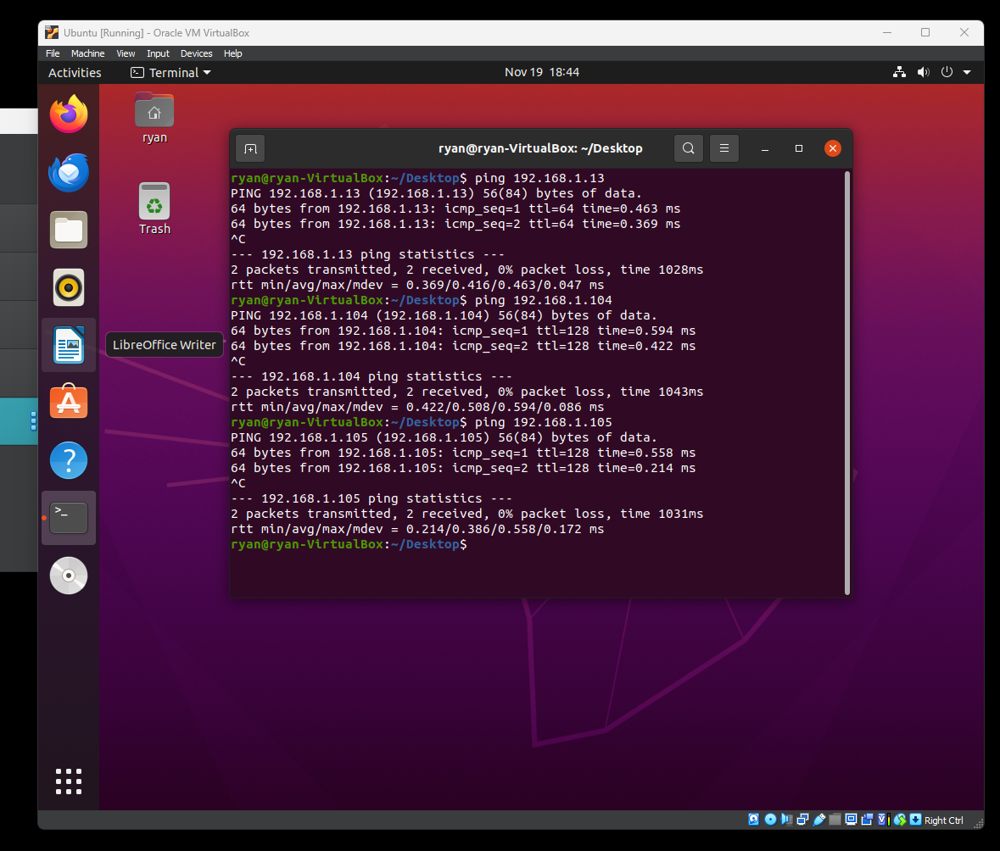 Ubuntu [Running] - Oracle VM VirtualBox
File Machine View Input Devices Help
Activities Terminal Nov 19 18:44
ryan
Trash
LibreOffice Writer
ryan@ryan-VirtualBox: ~/Desktop
ryan@ryan-VirtualBox:~/Desktop$ ping 192.168.1.13
PING 192.168.1.13 (192.168.1.13) 56(84) bytes of data.
64 bytes from 192.168.1.13: icmp_seq=1 ttl=64 time=0.463 ms
64 bytes from 192.168.1.13: icmp_seq=2 ttl=64 time=0.369 ms
^C
--- 192.168.1.13 ping statistics ---
2 packets transmitted, 2 received, 0% packet loss, time 1028ms
rtt min/avg/max/mdev = 0.369/0.416/0.463/0.047 ms
ryan@ryan-VirtualBox:~/Desktop$ ping 192.168.1.104
PING 192.168.1.104 (192.168.1.104) 56(84) bytes of data.
64 bytes from 192.168.1.104: icmp_seq=1 ttl=128 time=0.594 ms
64 bytes from 192.168.1.104: icmp_seq=2 ttl=128 time=0.422 ms
^C
--- 192.168.1.104 ping statistics ---
2 packets transmitted, 2 received, 0% packet loss, time 1043ms
rtt min/avg/max/mdev = 0.422/0.508/0.594/0.086 ms
ryan@ryan-VirtualBox:~/Desktop$ ping 192.168.1.105
PING 192.168.1.105 (192.168.1.105) 56(84) bytes of data.
64 bytes from 192.168.1.105: icmp_seq=1 ttl=128 time=0.558 ms
64 bytes from 192.168.1.105: icmp_seq=2 ttl=128 time=0.214 ms
^C
--- 192.168.1.105 ping statistics ---
2 packets transmitted, 2 received, 0% packet loss, time 1031ms
rtt min/avg/max/mdev = 0.214/0.386/0.558/0.172 ms
ryan@ryan-VirtualBox:~/Desktop$
Right Ctrl